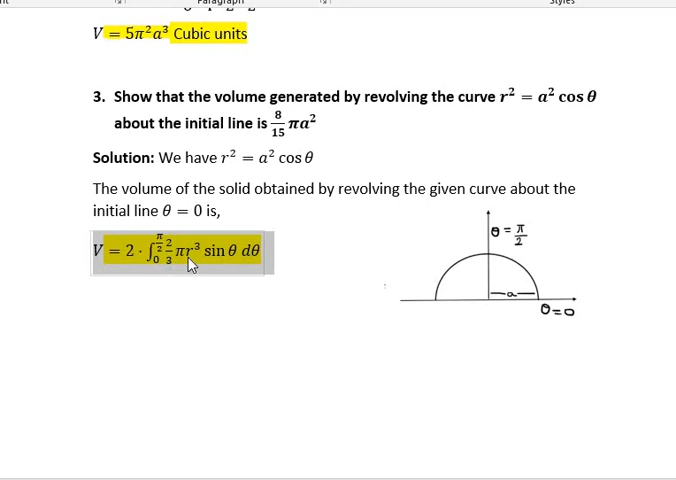 Paragraph Styles
V = 5π²a³ Cubic units
3. Show that the volume generated by revolving the curve r² = a² cos θ
about the initial line is 8/15 πa²
Solution: We have r² = a² cos θ
The volume of the solid obtained by revolving the given curve about the
initial line θ = 0 is,
V = 2 · ∫₀^(π/2) 2/3 πr³ sin θ dθ
θ = π/2
a
θ=0